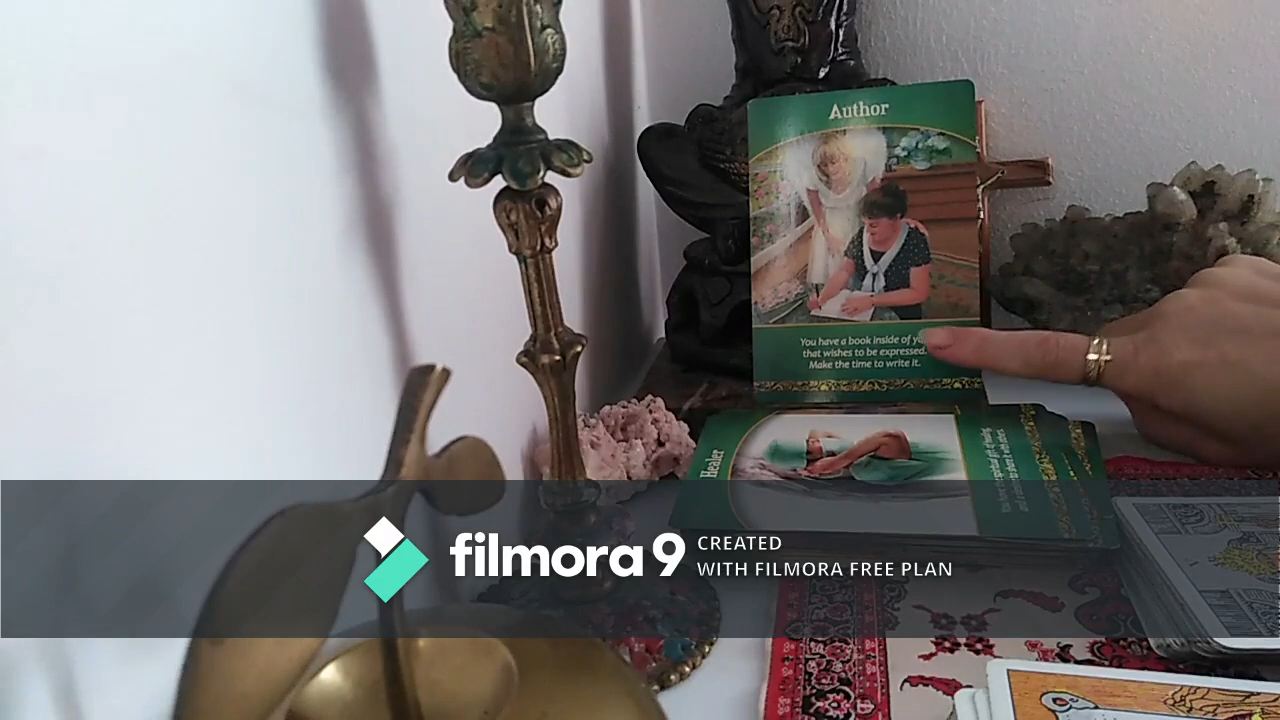 Author
You have a book inside of
that wishes to be expressed.
Make the time to write it.
Healer
filmora9
CREATED
WITH FILMORA FREE PLAN